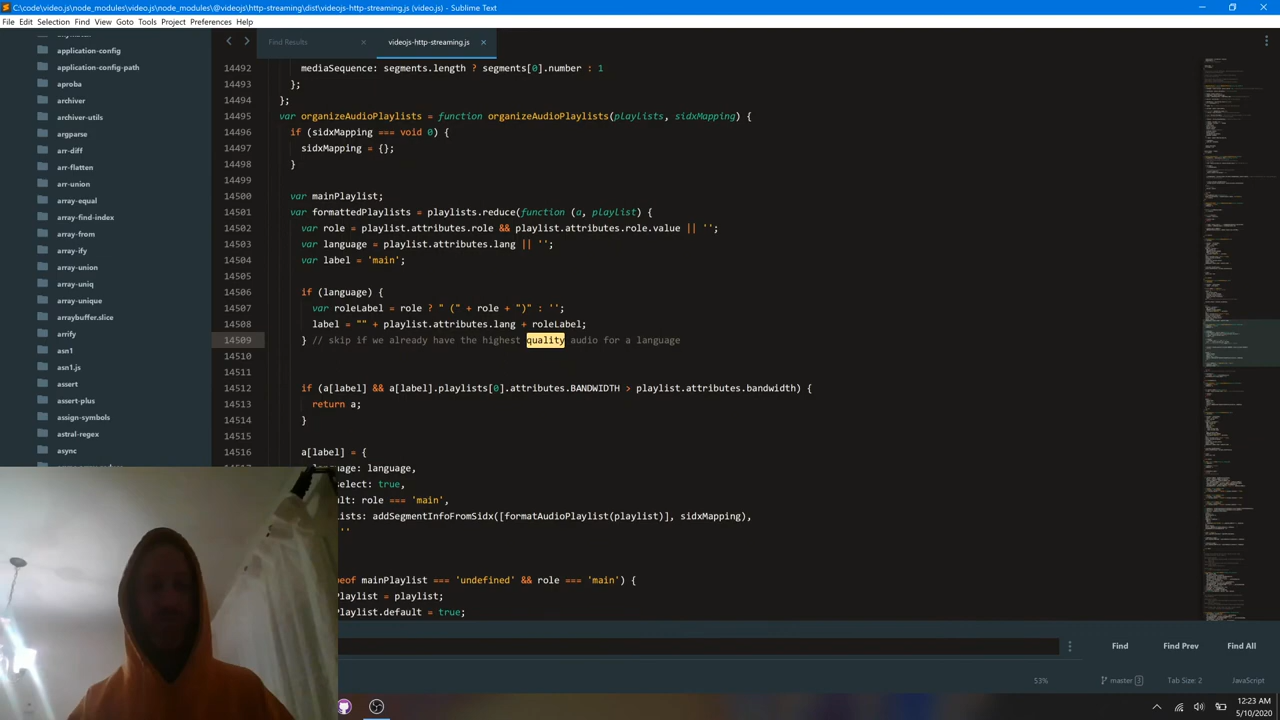 C:\code\video.js\node_modules\video.js\node_modules\@videojs\http-streaming\dist\videojs-http-streaming.js (video.js) - Sublime Text
File Edit Selection Find View Goto Tools Project Preferences Help
Find Results
videojs-http-streaming.js
application-config
application-config-path
aproba
archiver
archiver-utils
argparse
arr-diff
arr-flatten
arr-union
array-equal
array-find-index
array-from
array-ify
array-union
array-uniq
array-unique
arraybuffer.slice
arrify
asn1
asn1.js
assert
assert-plus
assign-symbols
astral-regex
async
14492 mediaSequence: segments.length ? segments[0].number : 1
14493 };
14494 };
14495 var organizeAudioPlaylists = function organizeAudioPlaylists(playlists, sidxMapping) {
14496 if (sidxMapping === void 0) {
14497 sidxMapping = {};
14498 }
14499
14500 var mainPlaylist;
14501 var formattedPlaylists = playlists.reduce(function (a, playlist) {
14502 var role = playlist.attributes.role && playlist.attributes.role.value || '';
14503 var language = playlist.attributes.lang || '';
14504 var label = 'main';
14505
14506 if (language) {
14507 var roleLabel = role ? " (" + role + ")" : '';
14508 label = "" + playlist.attributes.lang + roleLabel;
14509 } // skip if we already have the highest quality audio for a language
14510
14511
14512 if (a[label] && a[label].playlists[0].attributes.BANDWIDTH > playlist.attributes.bandwidth) {
14513 return a;
14514 }
14515
14516 a[label] = {
language: language,
select: true,
ult: role === 'main',
lists: addSegmentInfoFromSidx([formatAudioPlaylist(playlist)], sidxMapping),
''
eof mainPlaylist === 'undefined' && role === 'main') {
playlist = playlist;
playlist.default = true;
Find Find Prev Find All
53% master 3 Tab Size: 2 JavaScript
12:23 AM
5/10/2020